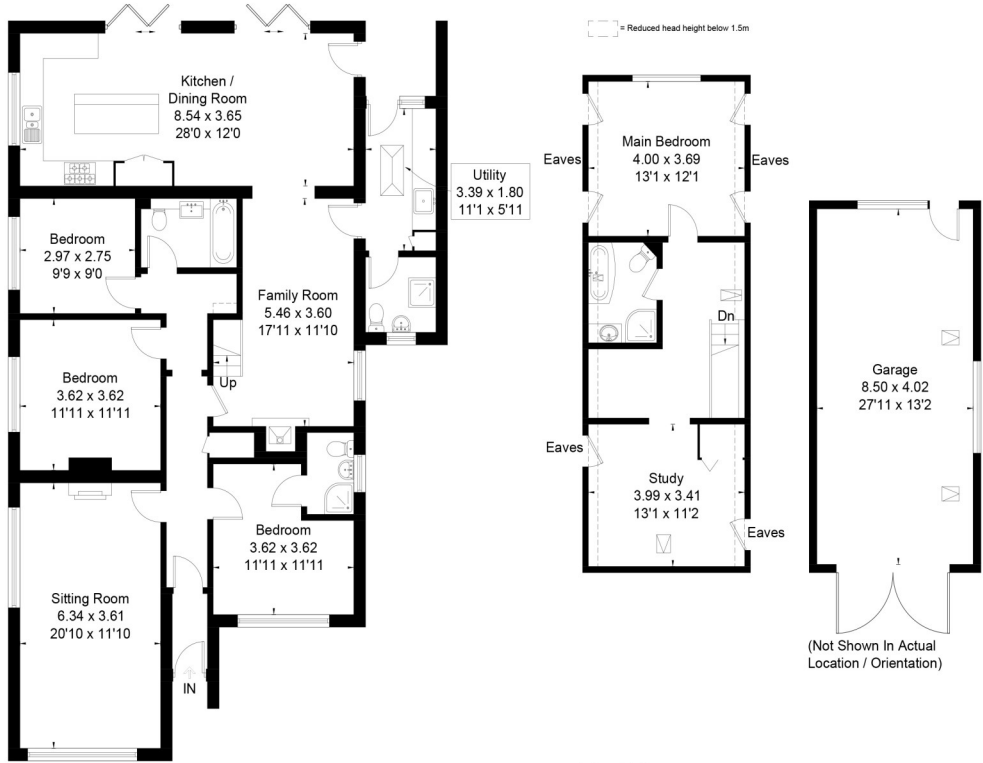 = Reduced head height below 1.5m
Kitchen /
Dining Room
8.54 x 3.65
28'0 x 12'0
Utility
3.39 x 1.80
11'1 x 5'11
Bedroom
2.97 x 2.75
9'9 x 9'0
Family Room
5.46 x 3.60
17'11 x 11'10
Up
Bedroom
3.62 x 3.62
11'11 x 11'11
Bedroom
3.62 x 3.62
11'11 x 11'11
Sitting Room
6.34 x 3.61
20'10 x 11'10
IN
Main Bedroom
4.00 x 3.69
13'1 x 12'1
Eaves
Eaves
Dn
Eaves
Study
3.99 x 3.41
13'1 x 11'2
Eaves
Garage
8.50 x 4.02
27'11 x 13'2
(Not Shown In Actual
Location / Orientation)